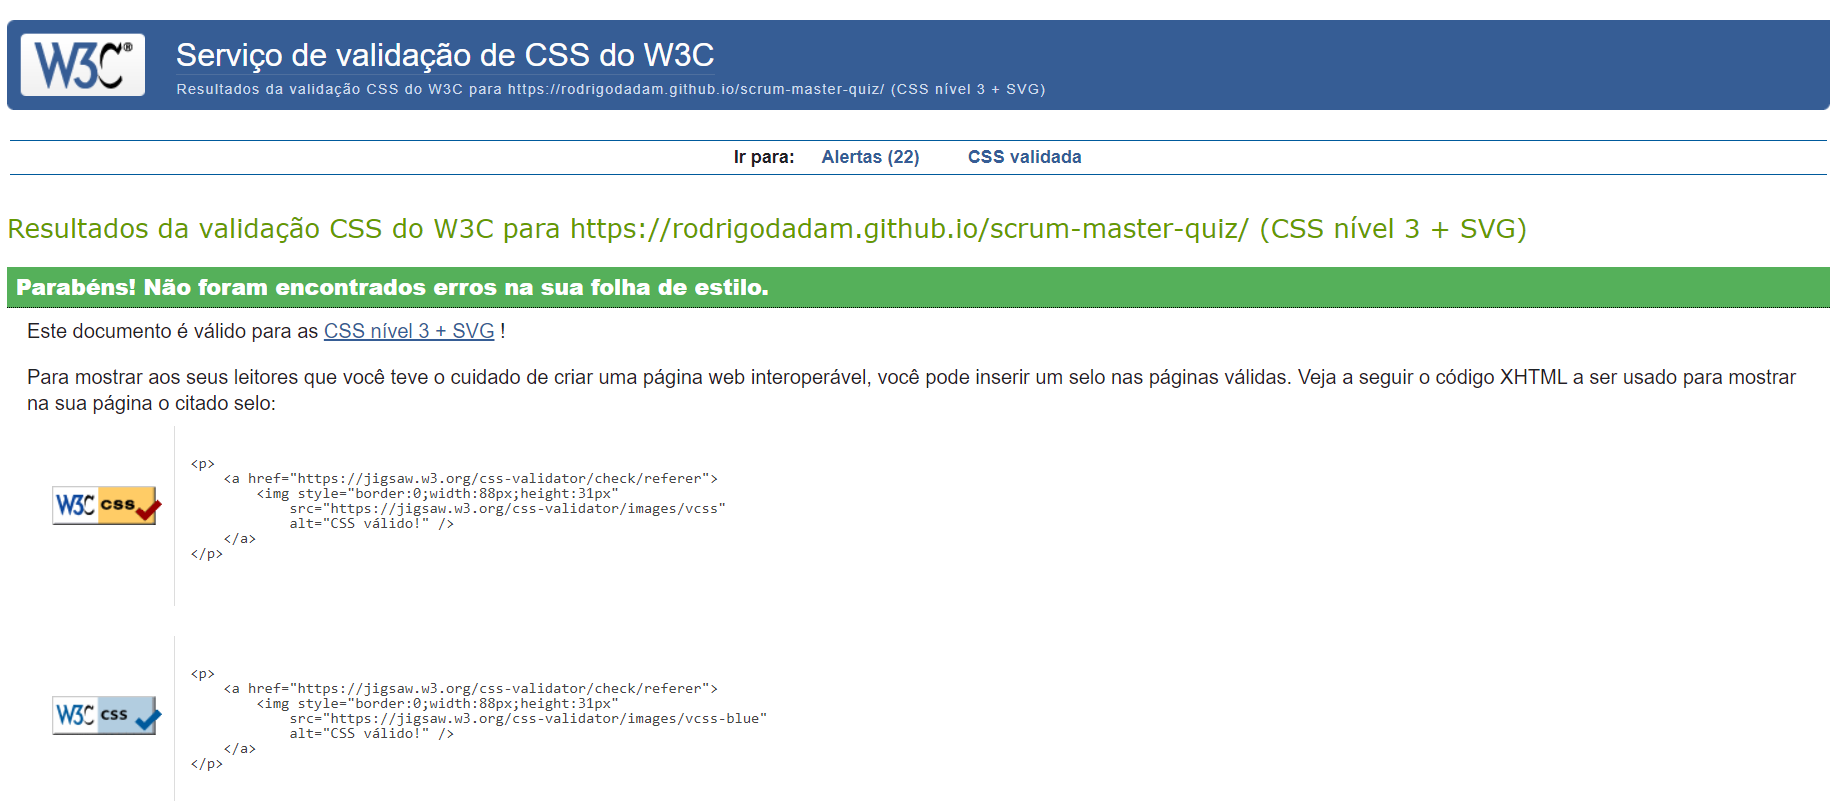 W3C®
Serviço de validação de CSS do W3C
Resultados da validação CSS do W3C para https://rodrigodadam.github.io/scrum-master-quiz/ (CSS nível 3 + SVG)
Ir para: Alertas (22) CSS validada
Resultados da validação CSS do W3C para https://rodrigodadam.github.io/scrum-master-quiz/ (CSS nível 3 + SVG)
Parabéns! Não foram encontrados erros na sua folha de estilo.
Este documento é válido para as CSS nível 3 + SVG !
Para mostrar aos seus leitores que você teve o cuidado de criar uma página web interoperável, você pode inserir um selo nas páginas válidas. Veja a seguir o código XHTML a ser usado para mostrar
na sua página o citado selo:
W3C css
<p>
<a href="https://jigsaw.w3.org/css-validator/check/referer">
<img style="border:0;width:88px;height:31px"
src="https://jigsaw.w3.org/css-validator/images/vcss"
alt="CSS válido!" />
</a>
</p>
W3C css
<p>
<a href="https://jigsaw.w3.org/css-validator/check/referer">
<img style="border:0;width:88px;height:31px"
src="https://jigsaw.w3.org/css-validator/images/vcss-blue"
alt="CSS válido!" />
</a>
</p>